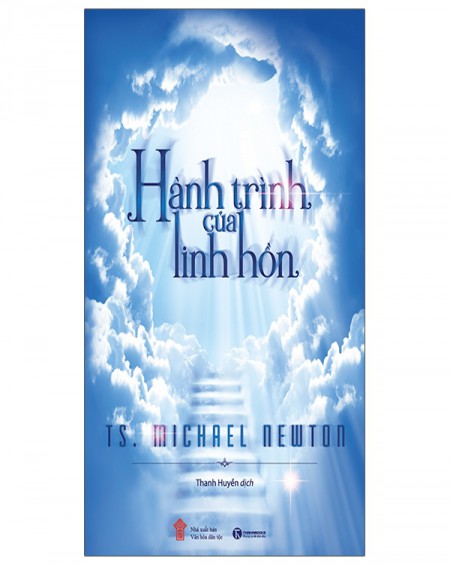 Hành trình
của
linh hồn
TS. MICHAEL NEWTON
Thanh Huyền dịch
Nhà xuất bản
Văn hóa dân tộc